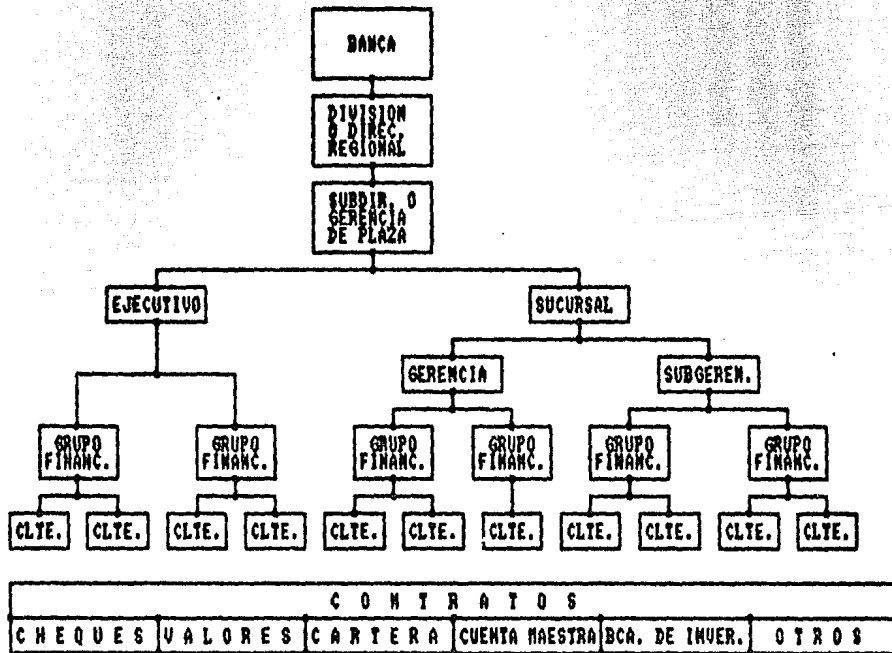 BANCA
DIVISION
O DIREC.
REGIONAL
SUBDIR. O
GERENCIA
DE PLAZA
EJECUTIVO SUCURSAL
GERENCIA SUBGEREN.
GRUPO GRUPO GRUPO GRUPO GRUPO GRUPO
FINANC. FINANC. FINANC. FINANC. FINANC. FINANC.
CLTE. CLTE. CLTE. CLTE. CLTE. CLTE. CLTE. CLTE. CLTE. CLTE. CLTE.
C O N T R A T O S
C H E Q U E S V A L O R E S C A R T E R A CUENTA MAESTRA BCA. DE INVER. O T R O S